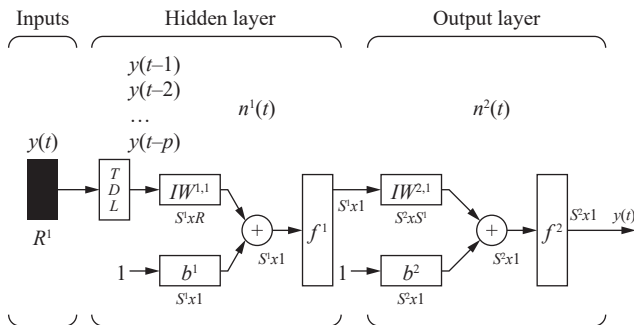 Inputs
Hidden layer
Output layer
y(t–1)
y(t–2)
...
y(t–p)
n¹(t)
n²(t)
y(t)
R¹
T
D
L
IW¹,¹
S¹xR
1
b¹
S¹x1
+
S¹x1
f¹
S¹x1
IW²,¹
S²xS¹
1
b²
S²x1
+
S²x1
f²
S²x1
y(t)